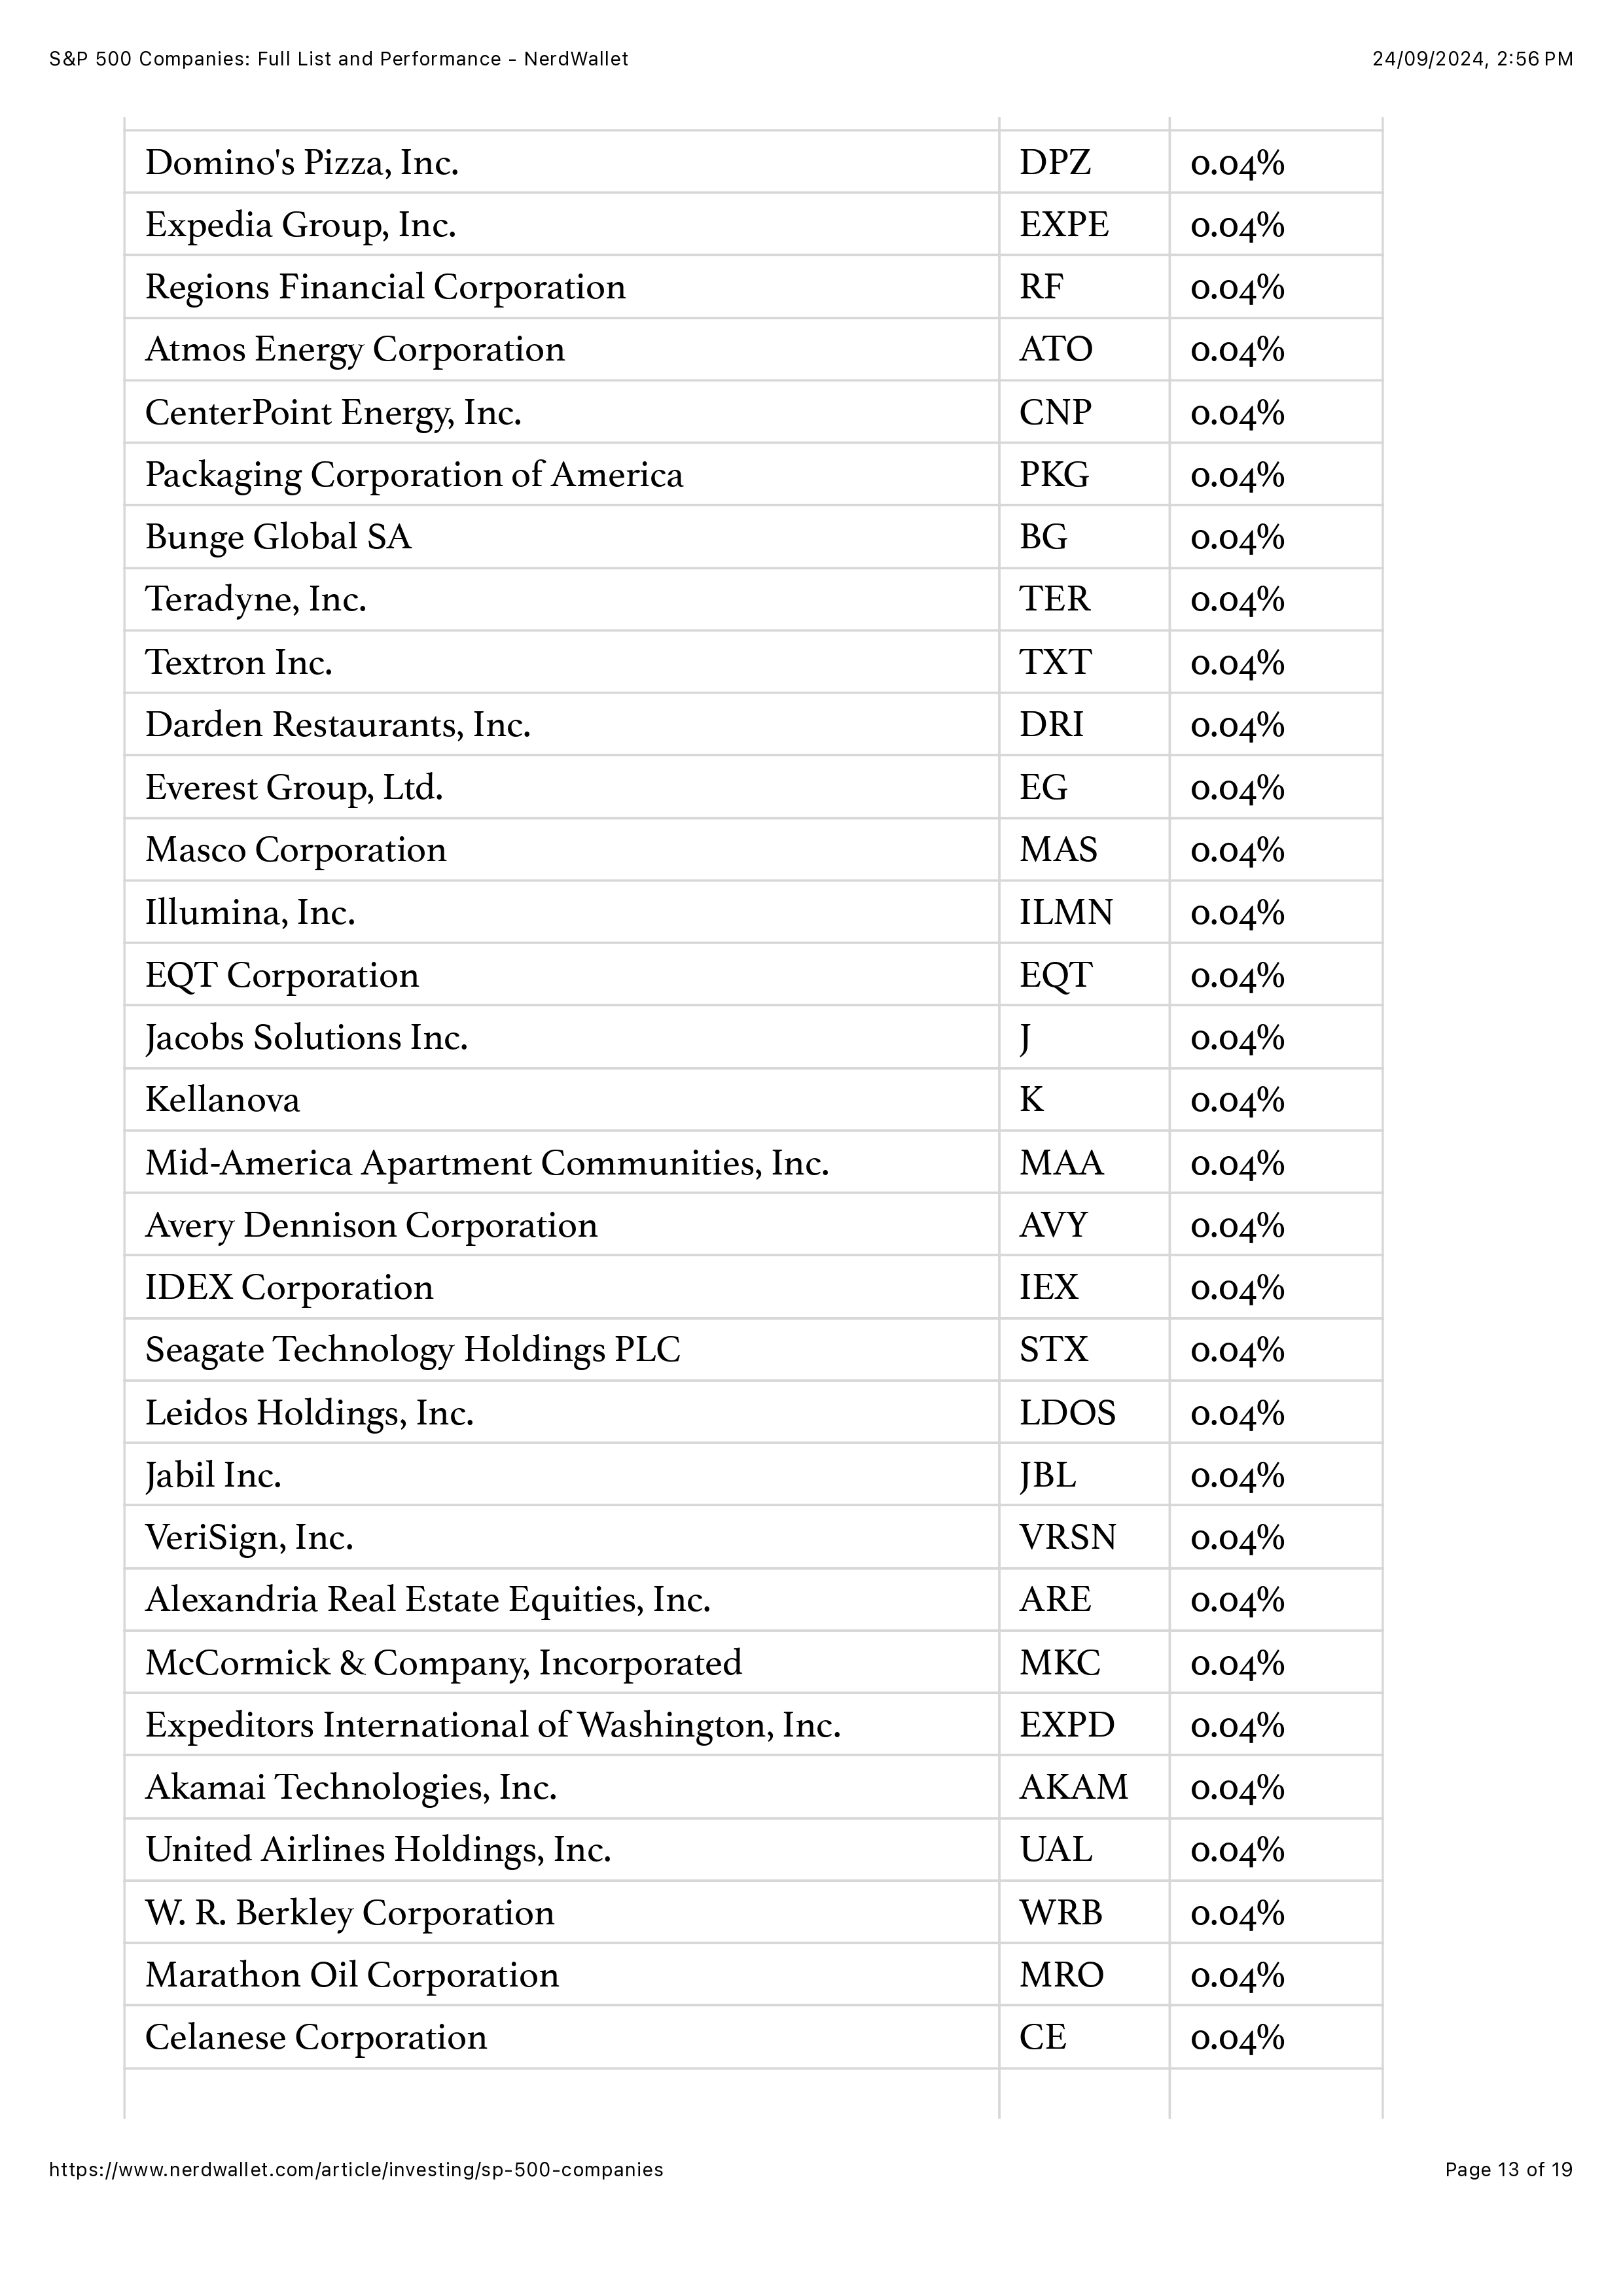 S&P 500 Companies: Full List and Performance - NerdWallet 24/09/2024, 2:56 PM
Domino's Pizza, Inc. DPZ 0.04%
Expedia Group, Inc. EXPE 0.04%
Regions Financial Corporation RF 0.04%
Atmos Energy Corporation ATO 0.04%
CenterPoint Energy, Inc. CNP 0.04%
Packaging Corporation of America PKG 0.04%
Bunge Global SA BG 0.04%
Teradyne, Inc. TER 0.04%
Textron Inc. TXT 0.04%
Darden Restaurants, Inc. DRI 0.04%
Everest Group, Ltd. EG 0.04%
Masco Corporation MAS 0.04%
Illumina, Inc. ILMN 0.04%
EQT Corporation EQT 0.04%
Jacobs Solutions Inc. J 0.04%
Kellanova K 0.04%
Mid-America Apartment Communities, Inc. MAA 0.04%
Avery Dennison Corporation AVY 0.04%
IDEX Corporation IEX 0.04%
Seagate Technology Holdings PLC STX 0.04%
Leidos Holdings, Inc. LDOS 0.04%
Jabil Inc. JBL 0.04%
VeriSign, Inc. VRSN 0.04%
Alexandria Real Estate Equities, Inc. ARE 0.04%
McCormick & Company, Incorporated MKC 0.04%
Expeditors International of Washington, Inc. EXPD 0.04%
Akamai Technologies, Inc. AKAM 0.04%
United Airlines Holdings, Inc. UAL 0.04%
W. R. Berkley Corporation WRB 0.04%
Marathon Oil Corporation MRO 0.04%
Celanese Corporation CE 0.04%
https://www.nerdwallet.com/article/investing/sp-500-companies Page 13 of 19